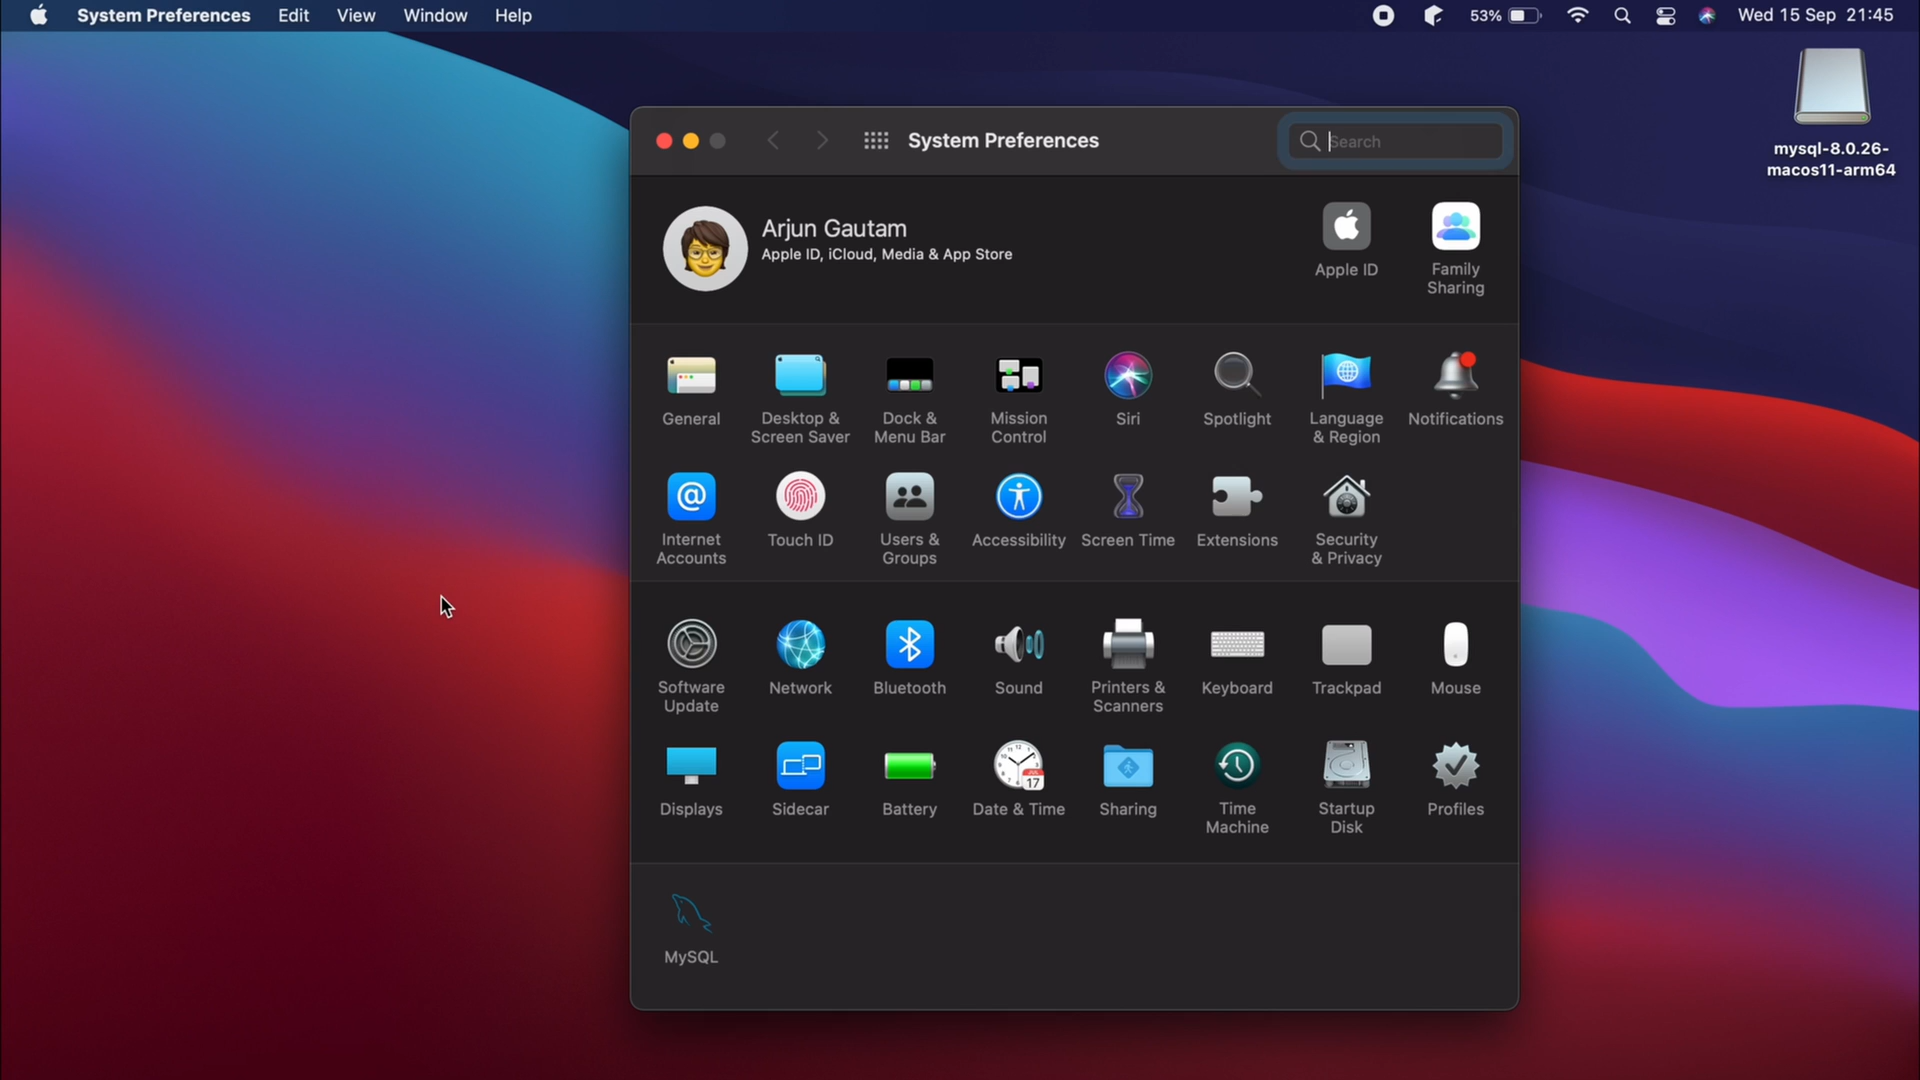 System Preferences Edit View Window Help 53% Wed 15 Sep 21:45
mysql-8.0.26-
macos11-arm64
System Preferences
Search
Arjun Gautam
Apple ID, iCloud, Media & App Store
Apple ID
Family
Sharing
General
Desktop &
Screen Saver
Dock &
Menu Bar
Mission
Control
Siri
Spotlight
Language
& Region
Notifications
Internet
Accounts
Touch ID
Users &
Groups
Accessibility
Screen Time
Extensions
Security
& Privacy
Software
Update
Network
Bluetooth
Sound
Printers &
Scanners
Keyboard
Trackpad
Mouse
Displays
Sidecar
Battery
Date & Time
JUL
17
Sharing
Time
Machine
Startup
Disk
Profiles
MySQL